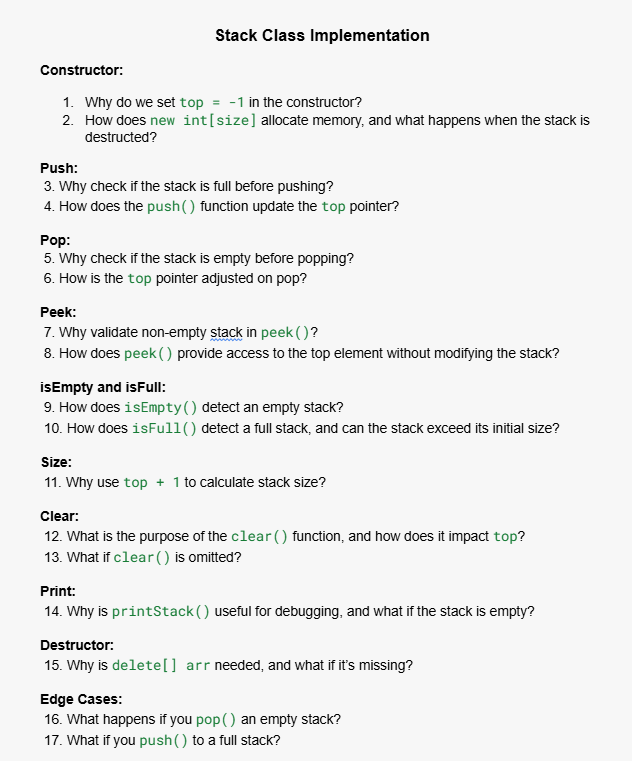 Stack Class Implementation
Constructor:
1. Why do we set top = -1 in the constructor?
2. How does new int[size] allocate memory, and what happens when the stack is
destructed?
Push:
3. Why check if the stack is full before pushing?
4. How does the push() function update the top pointer?
Pop:
5. Why check if the stack is empty before popping?
6. How is the top pointer adjusted on pop?
Peek:
7. Why validate non-empty stack in peek()?
8. How does peek() provide access to the top element without modifying the stack?
isEmpty and isFull:
9. How does isEmpty() detect an empty stack?
10. How does isFull() detect a full stack, and can the stack exceed its initial size?
Size:
11. Why use top + 1 to calculate stack size?
Clear:
12. What is the purpose of the clear() function, and how does it impact top?
13. What if clear() is omitted?
Print:
14. Why is printStack() useful for debugging, and what if the stack is empty?
Destructor:
15. Why is delete[] arr needed, and what if it’s missing?
Edge Cases:
16. What happens if you pop() an empty stack?
17. What if you push() to a full stack?